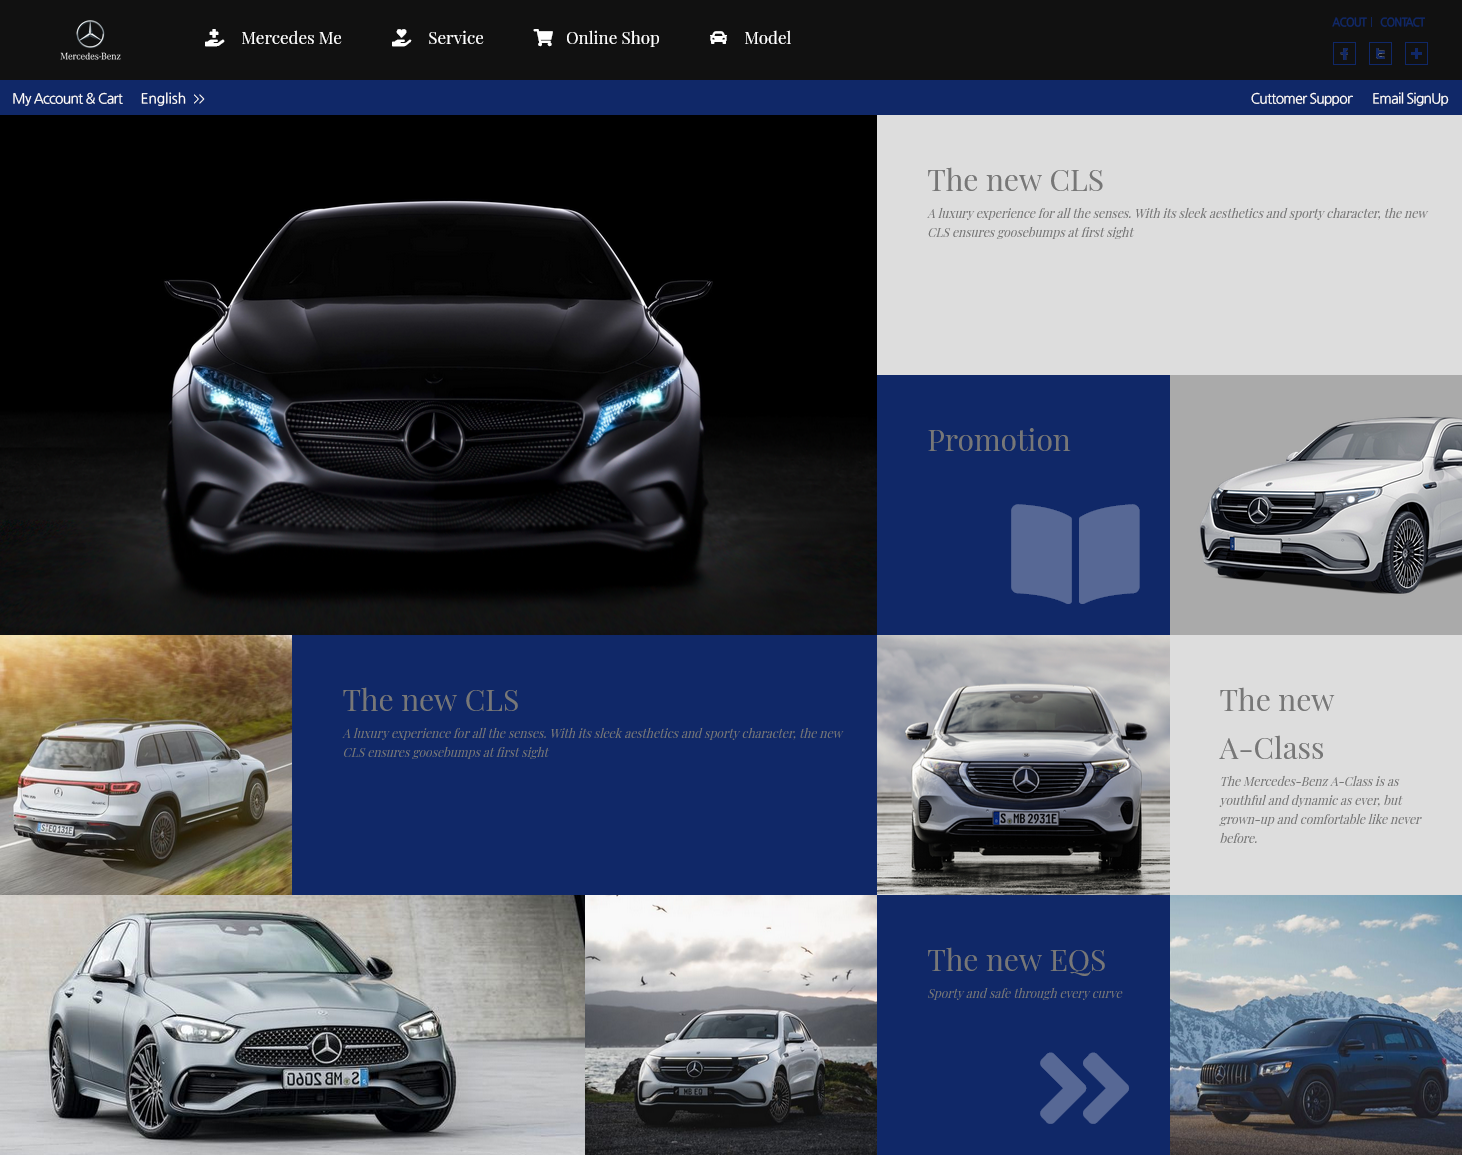 Mercedes-Benz
Mercedes Me
Service
Online Shop
Model
ACOUT | CONTACT
My Account & Cart
English
Cuttomer Suppor
Email SignUp
The new CLS
A luxury experience for all the senses. With its sleek aesthetics and sporty character, the new
CLS ensures goosebumps at first sight
Promotion
The new CLS
A luxury experience for all the senses. With its sleek aesthetics and sporty character, the new
CLS ensures goosebumps at first sight
S EQ 131E
S MB 2931E
The new
A-Class
The Mercedes-Benz A-Class is as
youthful and dynamic as ever, but
grown-up and comfortable like never
before.
S MB 2060
MB EQ
The new EQS
Sporty and safe through every curve